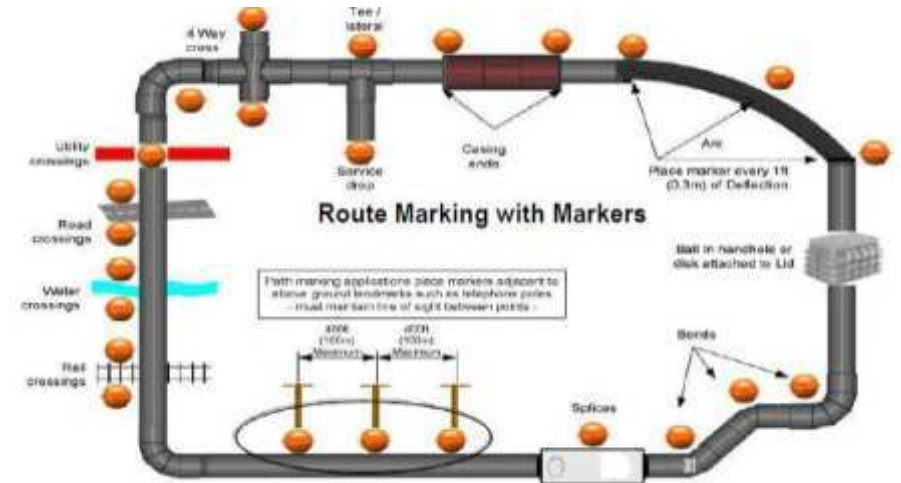 Tee /
lateral
4 Way
cross
Utility
crossings
Casing
ends
Service
drop
Arc
Place marker every 1ft
(0.3m) of Deflection
Route Marking with Markers
Road
crossings
Ball in handhole or
disk attached to Lid
Path marking applications place markers adjacent to
above ground landmarks such as telephone poles
- must maintain line of sight between points -
Water
crossings
(100m)
Maximum
400ft
(100m)
Maximum
Bends
Rail
crossings
Splices